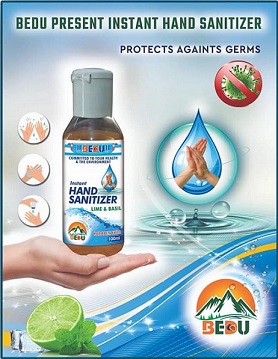 BEDU PRESENT INSTANT HAND SANITIZER
PROTECTS AGAINTS GERMS
BEDU
COMMITTED TO YOUR HEALTH
& THE ENVIRONMENT
Instant
HAND
SANITIZER
LIME & BASIL
100ml
BEDU
BEDU